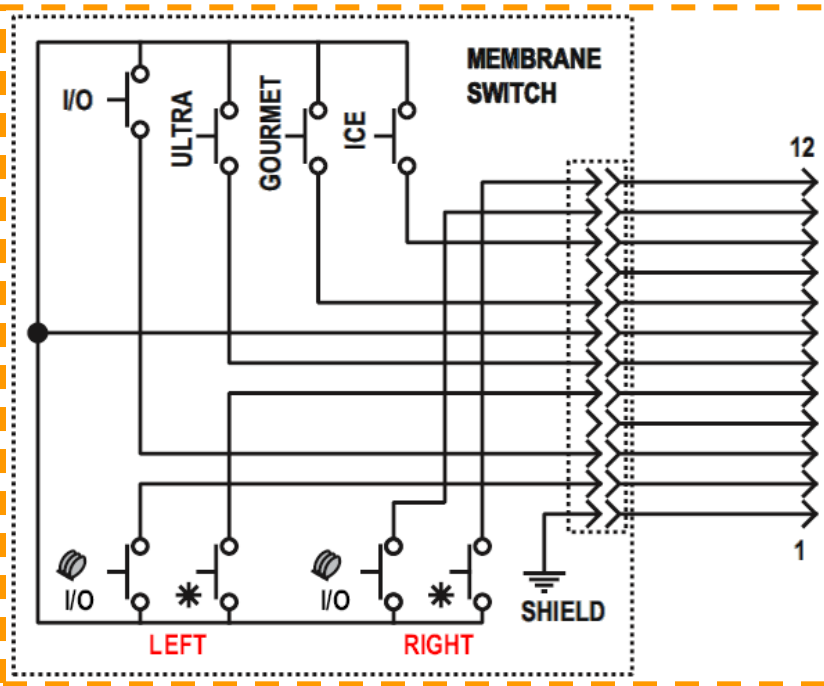 MEMBRANE
SWITCH
I/O
ULTRA
GOURMET
ICE
12
1
I/O
I/O
SHIELD
LEFT
RIGHT